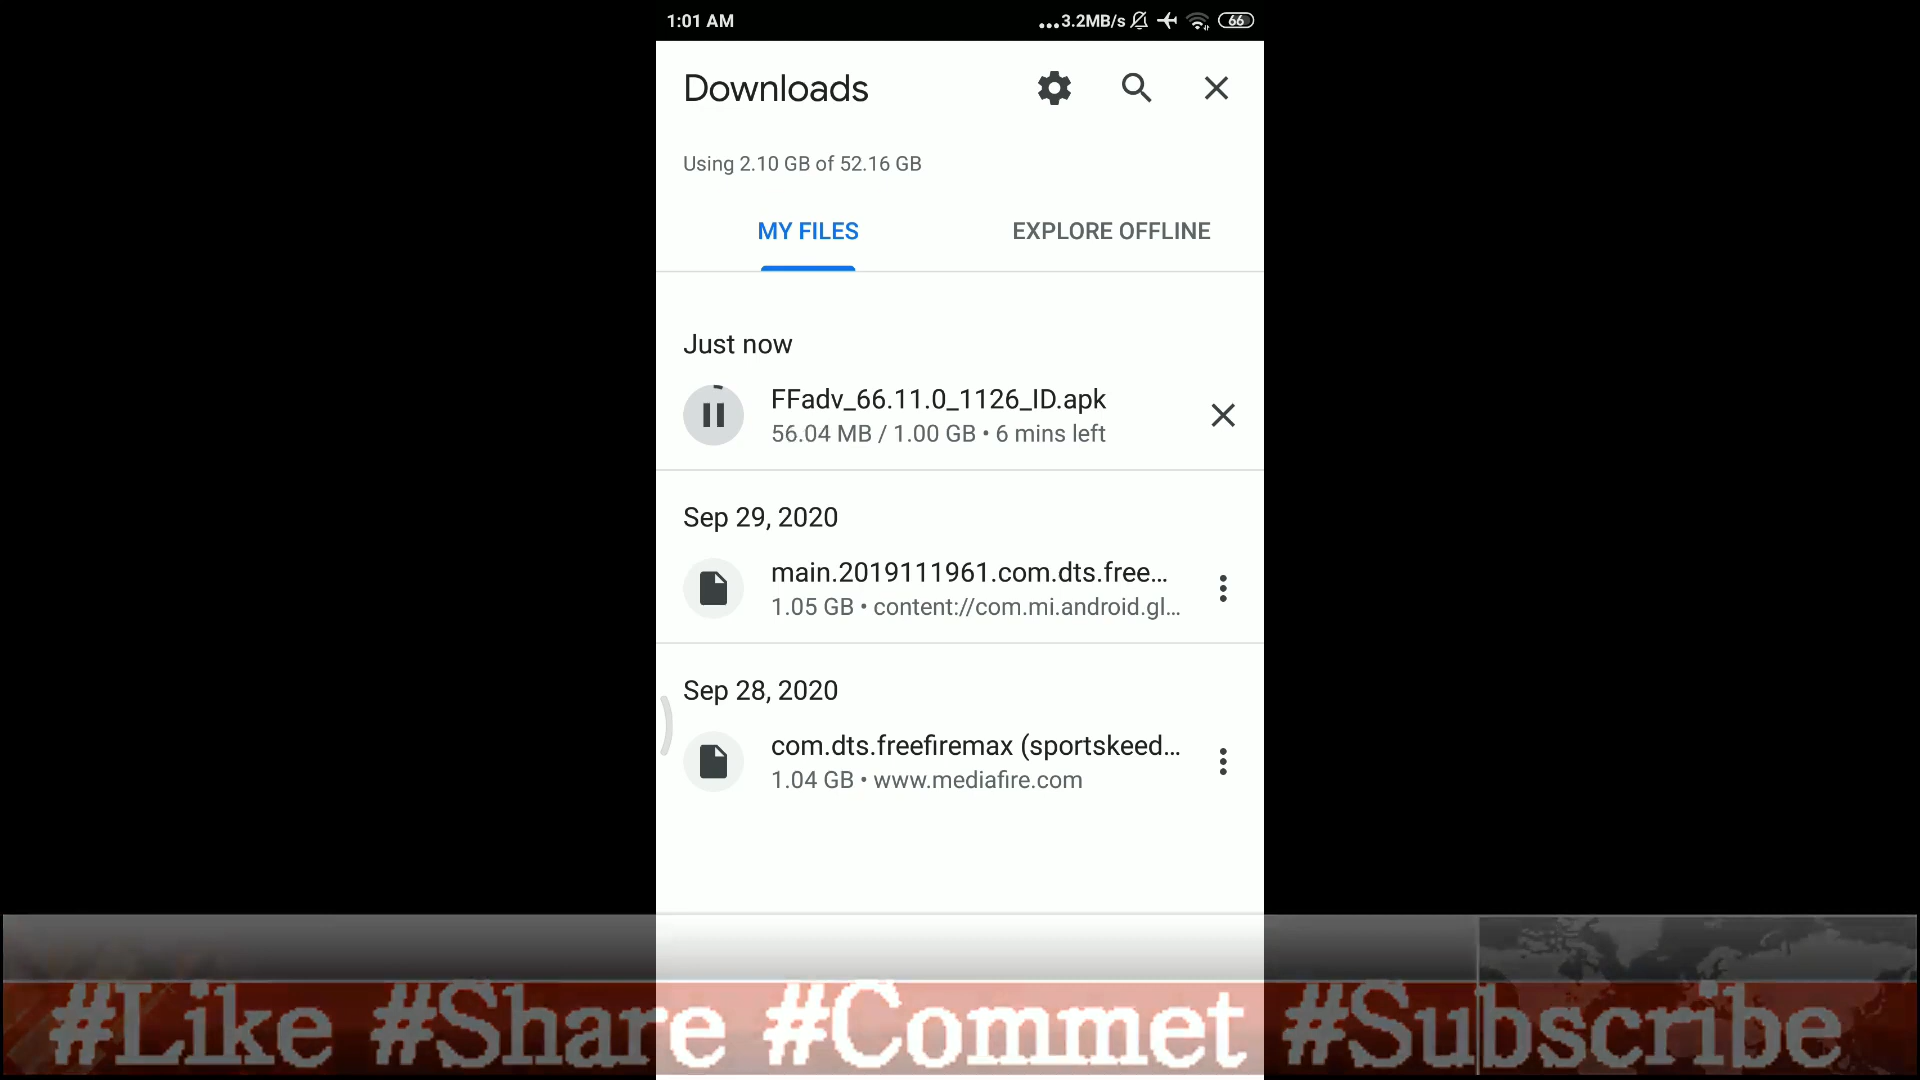 1:01 AM
...3.2MB/s 66
Downloads
Using 2.10 GB of 52.16 GB
MY FILES
EXPLORE OFFLINE
Just now
FFadv_66.11.0_1126_ID.apk
56.04 MB / 1.00 GB • 6 mins left
Sep 29, 2020
main.2019111961.com.dts.free...
1.05 GB • content://com.mi.android.gl...
Sep 28, 2020
com.dts.freefiremax (sportskeed...
1.04 GB • www.mediafire.com
#Like #Share #Commet #Subscribe